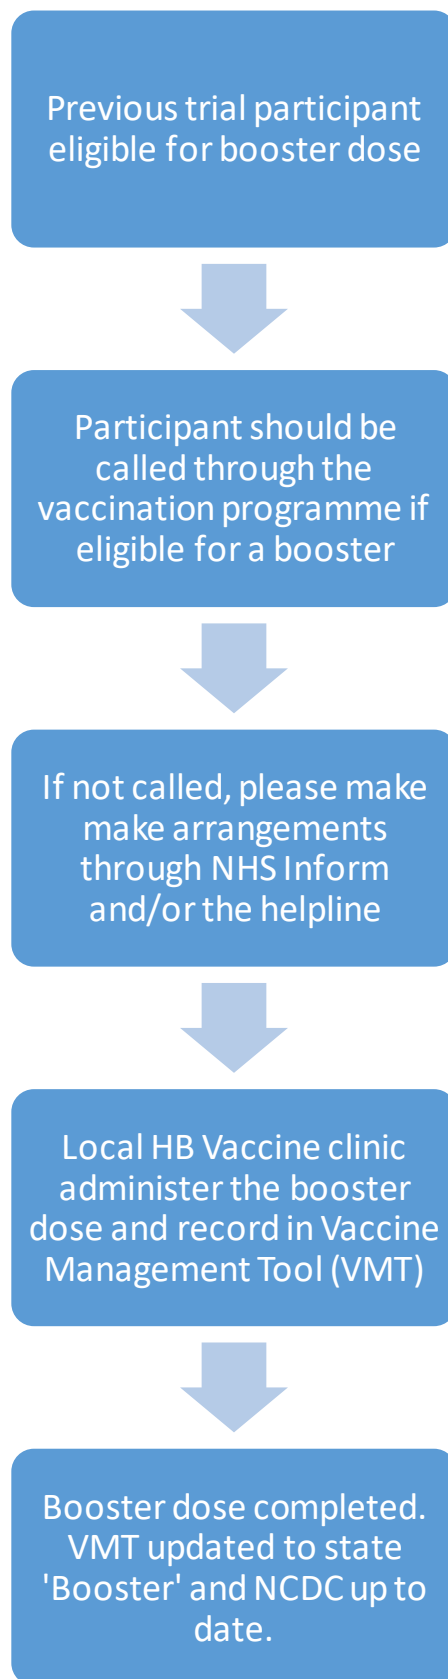 Previous trial participant
eligible for booster dose
Participant should be
called through the
vaccination programme if
eligible for a booster
If not called, please make
make arrangements
through NHS Inform
and/or the helpline
Local HB Vaccine clinic
administer the booster
dose and record in Vaccine
Management Tool (VMT)
Booster dose completed.
VMT updated to state
'Booster' and NCDC up to
date.